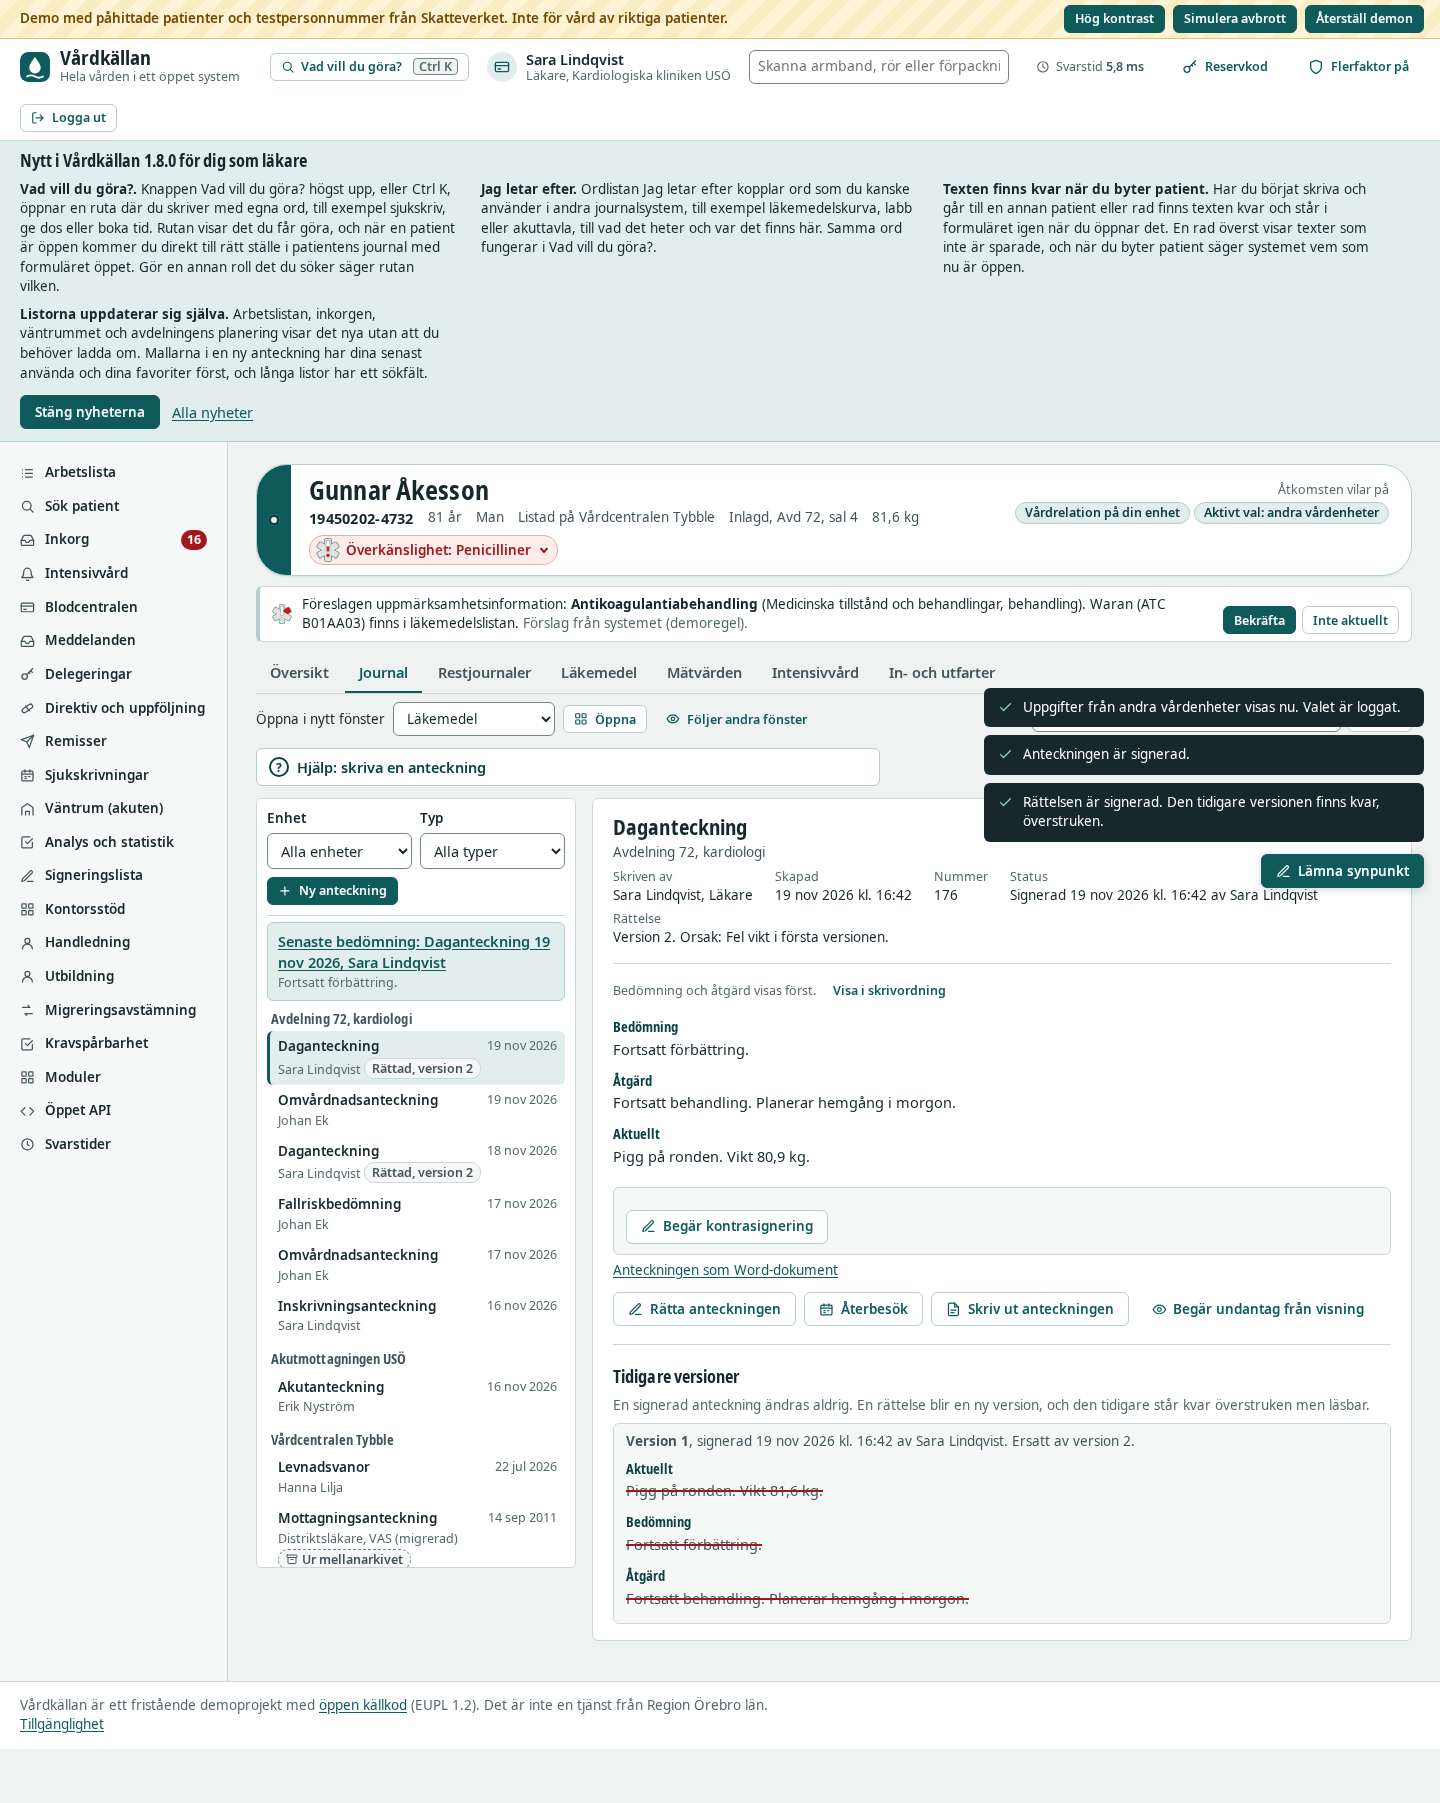 Demo med påhittade patienter och testpersonnummer från Skatteverket. Inte för vård av riktiga patienter.
Hög kontrast
Simulera avbrott
Återställ demon
Vårdkällan
Hela vården i ett öppet system
Vad vill du göra? Ctrl K
Sara Lindqvist
Läkare, Kardiologiska kliniken USÖ
Skanna armband, rör eller förpackni
Svarstid 5,8 ms
Reservkod
Flerfaktor på
Logga ut
Nytt i Vårdkällan 1.8.0 för dig som läkare
Vad vill du göra?. Knappen Vad vill du göra? högst upp, eller Ctrl K,
öppnar en ruta där du skriver med egna ord, till exempel sjukskriv,
ge dos eller boka tid. Rutan visar det du får göra, och när en patient
är öppen kommer du direkt till rätt ställe i patientens journal med
formuläret öppet. Gör en annan roll det du söker säger rutan
vilken.
Jag letar efter. Ordlistan Jag letar efter kopplar ord som du kanske
använder i andra journalsystem, till exempel läkemedelskurva, labb
eller akuttavla, till vad det heter och var det finns här. Samma ord
fungerar i Vad vill du göra?.
Texten finns kvar när du byter patient. Har du börjat skriva och
går till en annan patient eller rad finns texten kvar och står i
formuläret igen när du öppnar det. En rad överst visar texter som
inte är sparade, och när du byter patient säger systemet vem som
nu är öppen.
Listorna uppdaterar sig själva. Arbetslistan, inkorgen,
väntrummet och avdelningens planering visar det nya utan att du
behöver ladda om. Mallarna i en ny anteckning har dina senast
använda och dina favoriter först, och långa listor har ett sökfält.
Stäng nyheterna
Alla nyheter
Arbetslista
Sök patient
Inkorg 16
Intensivvård
Blodcentralen
Meddelanden
Delegeringar
Direktiv och uppföljning
Remisser
Sjukskrivningar
Väntrum (akuten)
Analys och statistik
Signeringslista
Kontorsstöd
Handledning
Utbildning
Migreringsavstämning
Kravspårbarhet
Moduler
Öppet API
Svarstider
Gunnar Åkesson
19450202-4732 81 år Man Listad på Vårdcentralen Tybble Inlagd, Avd 72, sal 4 81,6 kg
Överkänslighet: Penicilliner
Åtkomsten vilar på
Vårdrelation på din enhet
Aktivt val: andra vårdenheter
Föreslagen uppmärksamhetsinformation: Antikoagulantiabehandling (Medicinska tillstånd och behandlingar, behandling). Waran (ATC
B01AA03) finns i läkemedelslistan. Förslag från systemet (demoregel).
Bekräfta
Inte aktuellt
Översikt
Journal
Restjournaler
Läkemedel
Mätvärden
Intensivvård
In- och utfarter
Öppna i nytt fönster
Läkemedel
Öppna
Följer andra fönster
Uppgifter från andra vårdenheter visas nu. Valet är loggat.
Anteckningen är signerad.
Rättelsen är signerad. Den tidigare versionen finns kvar,
överstruken.
Lämna synpunkt
? Hjälp: skriva en anteckning
Enhet
Alla enheter
Typ
Alla typer
Ny anteckning
Senaste bedömning: Daganteckning 19
nov 2026, Sara Lindqvist
Fortsatt förbättring.
Avdelning 72, kardiologi
Daganteckning 19 nov 2026
Sara Lindqvist Rättad, version 2
Omvårdnadsanteckning 19 nov 2026
Johan Ek
Daganteckning 18 nov 2026
Sara Lindqvist Rättad, version 2
Fallriskbedömning 17 nov 2026
Johan Ek
Omvårdnadsanteckning 17 nov 2026
Johan Ek
Inskrivningsanteckning 16 nov 2026
Sara Lindqvist
Akutmottagningen USÖ
Akutanteckning 16 nov 2026
Erik Nyström
Vårdcentralen Tybble
Levnadsvanor 22 jul 2026
Hanna Lilja
Mottagningsanteckning 14 sep 2011
Distriktsläkare, VAS (migrerad)
Ur mellanarkivet
Daganteckning
Avdelning 72, kardiologi
Skriven av
Sara Lindqvist, Läkare
Skapad
19 nov 2026 kl. 16:42
Nummer
176
Status
Signerad 19 nov 2026 kl. 16:42 av Sara Lindqvist
Rättelse
Version 2. Orsak: Fel vikt i första versionen.
Bedömning och åtgärd visas först. Visa i skrivordning
Bedömning
Fortsatt förbättring.
Åtgärd
Fortsatt behandling. Planerar hemgång i morgon.
Aktuellt
Pigg på ronden. Vikt 80,9 kg.
Begär kontrasignering
Anteckningen som Word-dokument
Rätta anteckningen
Återbesök
Skriv ut anteckningen
Begär undantag från visning
Tidigare versioner
En signerad anteckning ändras aldrig. En rättelse blir en ny version, och den tidigare står kvar överstruken men läsbar.
Version 1, signerad 19 nov 2026 kl. 16:42 av Sara Lindqvist. Ersatt av version 2.
Aktuellt
Pigg på ronden. Vikt 81,6 kg.
Bedömning
Fortsatt förbättring.
Åtgärd
Fortsatt behandling. Planerar hemgång i morgon.
Vårdkällan är ett fristående demoprojekt med öppen källkod (EUPL 1.2). Det är inte en tjänst från Region Örebro län.
Tillgänglighet